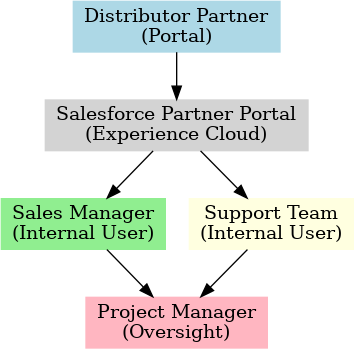 Distributor Partner
(Portal)
Salesforce Partner Portal
(Experience Cloud)
Sales Manager
(Internal User)
Support Team
(Internal User)
Project Manager
(Oversight)